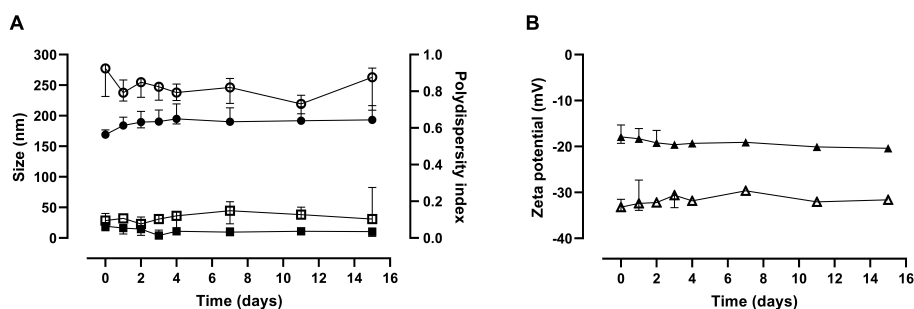 A
B
300
250
200
150
100
50
0
Size (nm)
1.0
0.8
0.6
0.4
0.2
0.0
Polydispersity index
0 2 4 6 8 10 12 14 16
Time (days)
0
-10
-20
-30
-40
Zeta potential (mV)
0 2 4 6 8 10 12 14 16
Time (days)